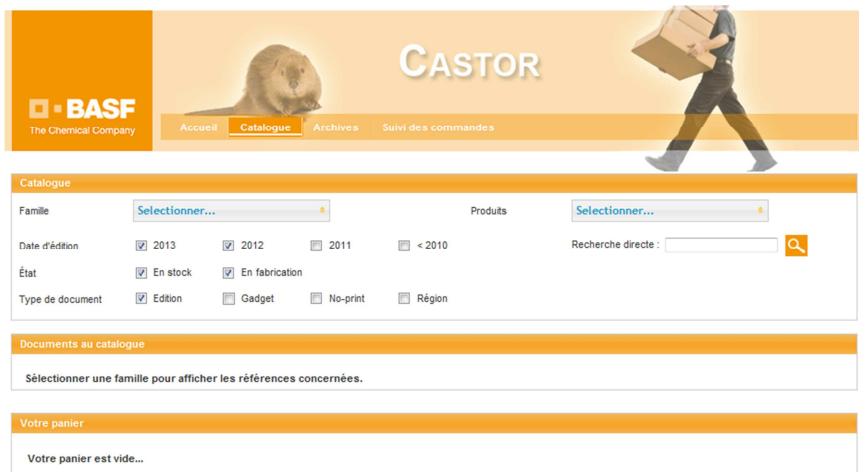 CASTOR
BASF
The Chemical Company
Accueil Catalogue Archives Suivi des commandes
Catalogue
Famille Selectionner... Produits Selectionner...
Date d'édition 2013 2012 2011 < 2010 Recherche directe :
État En stock En fabrication
Type de document Edition Gadget No-print Région
Documents au catalogue
Sélectionner une famille pour afficher les références concernées.
Votre panier
Votre panier est vide...